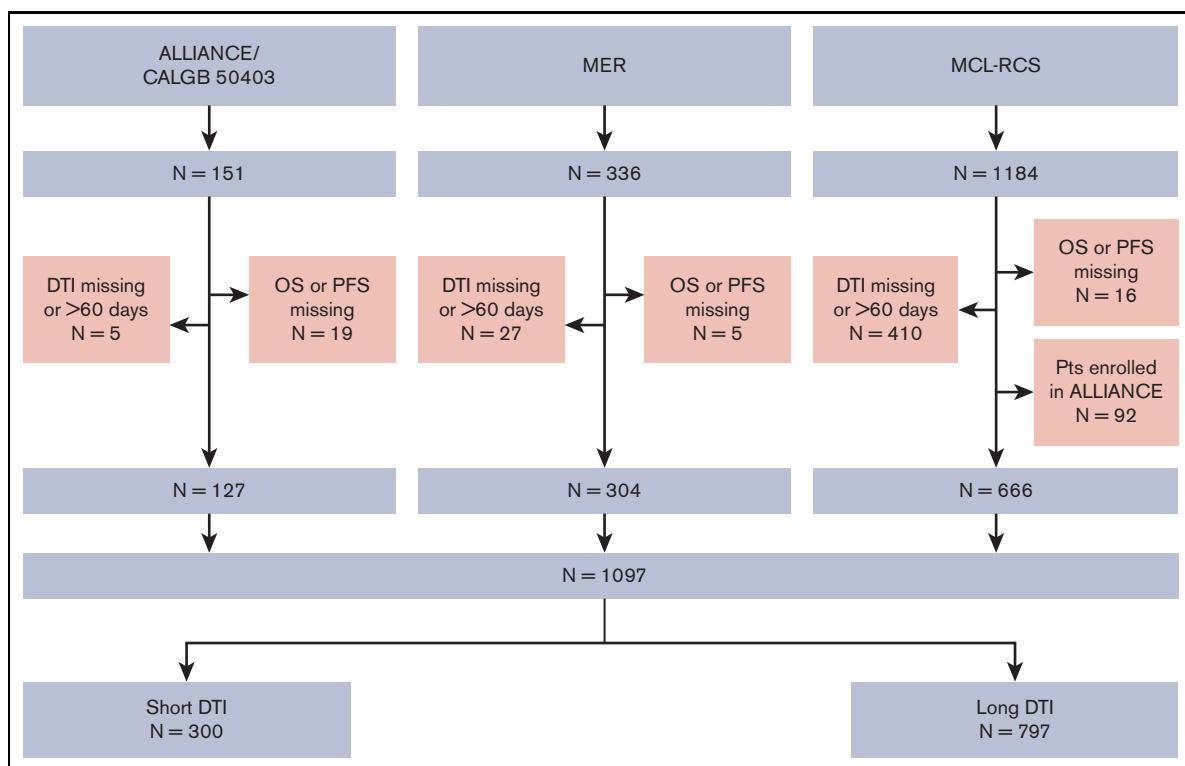 ALLIANCE/
CALGB 50403
MER
MCL-RCS
N = 151
N = 336
N = 1184
DTI missing
or >60 days
N = 5
OS or PFS
missing
N = 19
DTI missing
or >60 days
N = 27
OS or PFS
missing
N = 5
DTI missing
or >60 days
N = 410
OS or PFS
missing
N = 16
Pts enrolled
in ALLIANCE
N = 92
N = 127
N = 304
N = 666
N = 1097
Short DTI
N = 300
Long DTI
N = 797